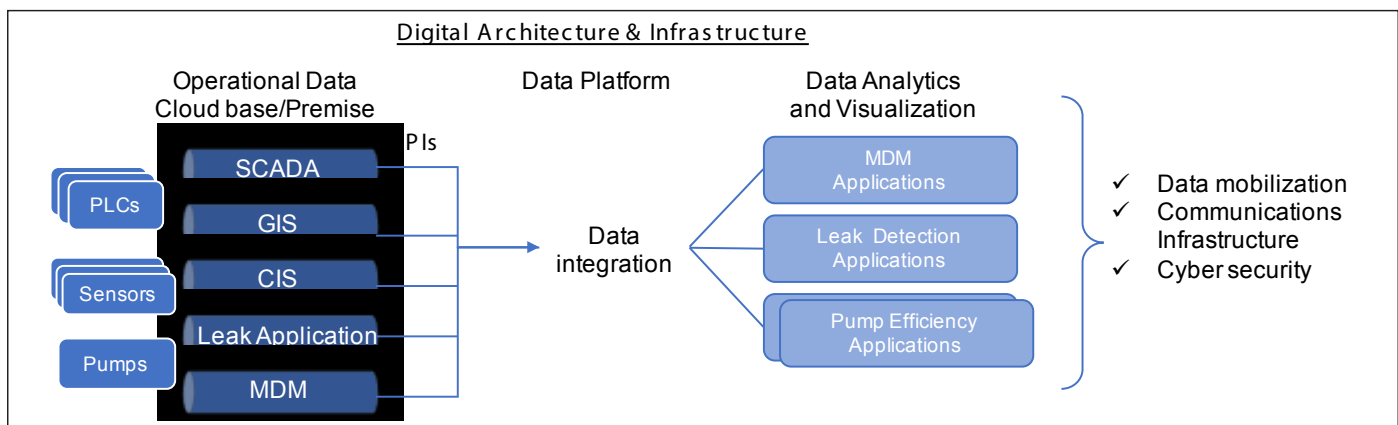 Digital Architecture & Infrastructure
Operational Data
Cloud base/Premise
Data Platform
Data Analytics
and Visualization
PIs
PLCs
Sensors
Pumps
SCADA
GIS
CIS
Leak Application
MDM
Data
integration
MDM
Applications
Leak Detection
Applications
Pump Efficiency
Applications
✓ Data mobilization
✓ Communications
Infrastructure
✓ Cyber security